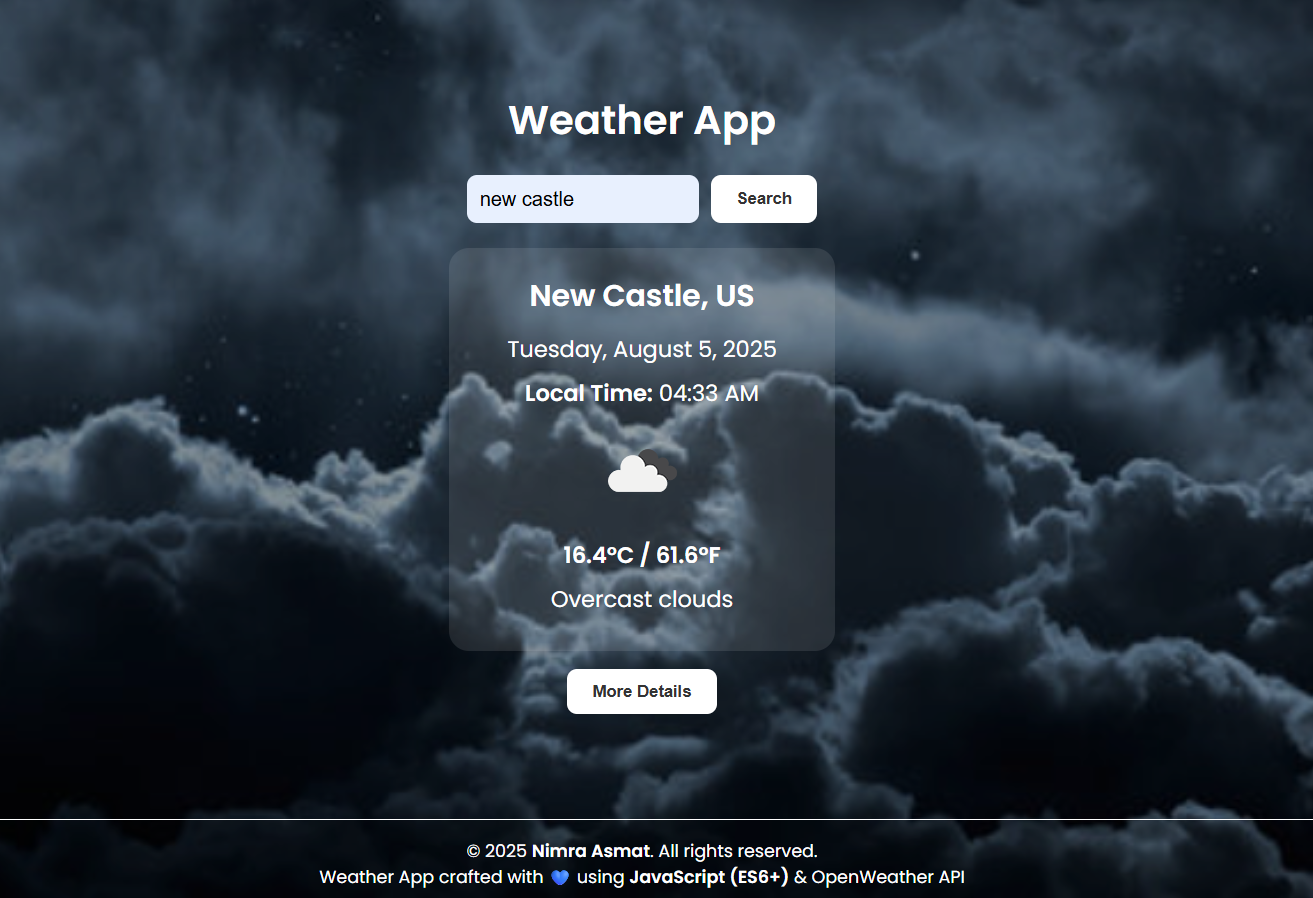 Weather App
new castle
Search
New Castle, US
Tuesday, August 5, 2025
Local Time: 04:33 AM
16.4°C / 61.6°F
Overcast clouds
More Details
© 2025 Nimra Asmat. All rights reserved.
Weather App crafted with 💙 using JavaScript (ES6+) & OpenWeather API